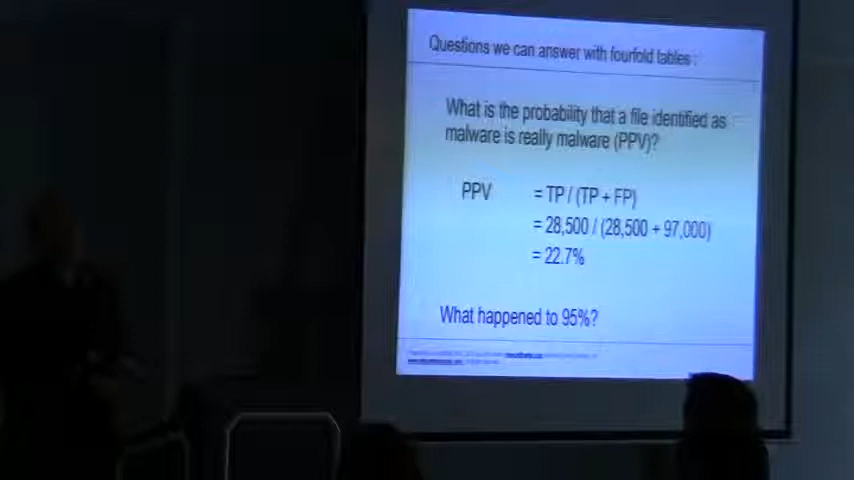 Questions we can answer with fourfold tables :
What is the probability that a file identified as
malware is really malware (PPV)?
PPV = TP / (TP + FP)
= 28,500 / (28,500 + 97,000)
= 22.7%
What happened to 95%?